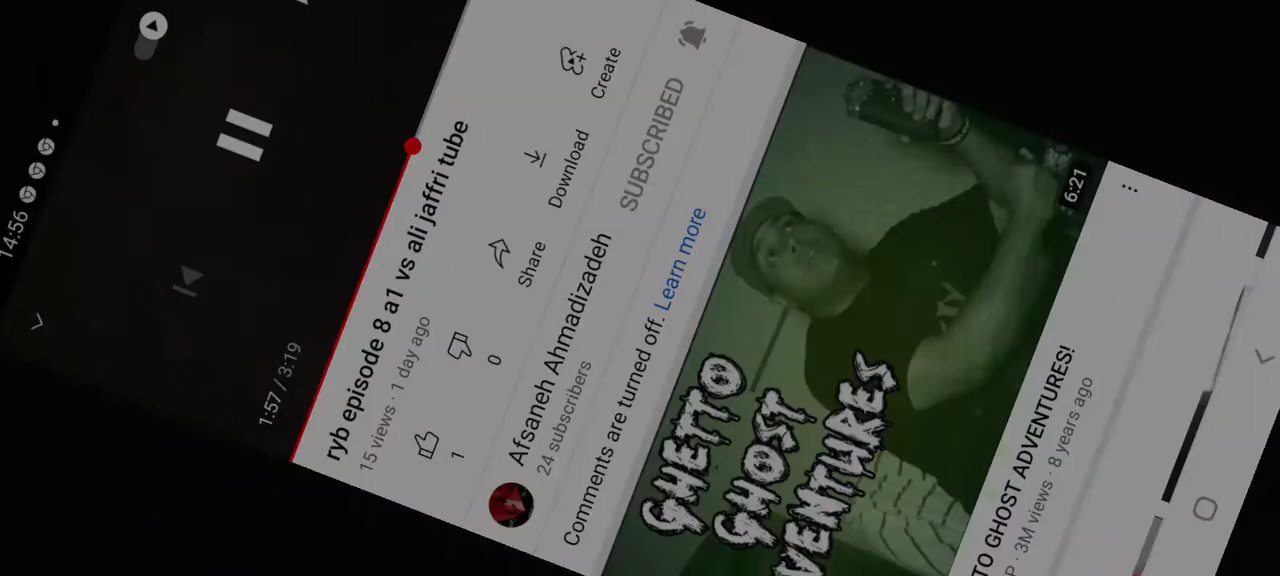 14:56
1:57 / 3:19
ryb episode 8 a1 vs ali jaffri tube
15 views · 1 day ago
1
0
Share
Download
Create
Afsaneh Ahmadizadeh
24 subscribers
SUBSCRIBED
Comments are turned off. Learn more
GHETTO
GHOST
VENTURES
6:21
TO GHOST ADVENTURES!
P · 3M views · 8 years ago